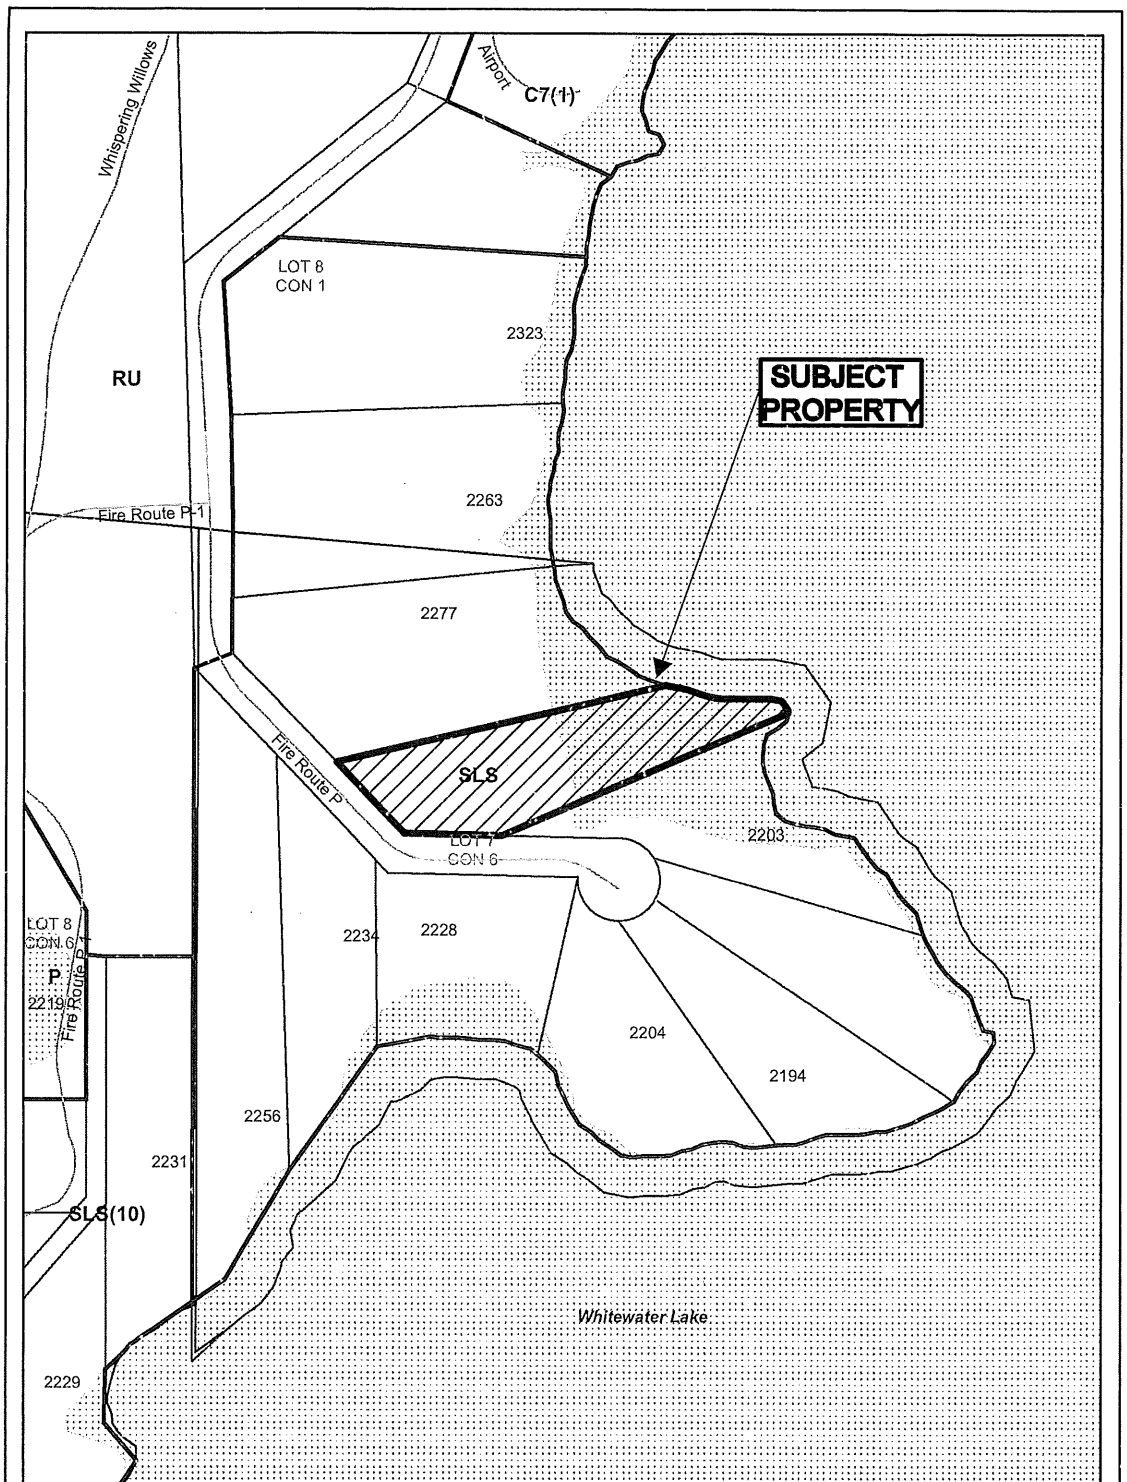 Whispering Willows
Airport
C7(1)
LOT 8
CON 1
2323
RU
SUBJECT
PROPERTY
2263
Fire Route P-1
2277
Fire Route P
SLS
LOT 7
CON 6
2203
LOT 8
CON 6
P
2219
Fire Route P-1
2234
2228
2204
2194
2256
2231
SLS(10)
Whitewater Lake
2229